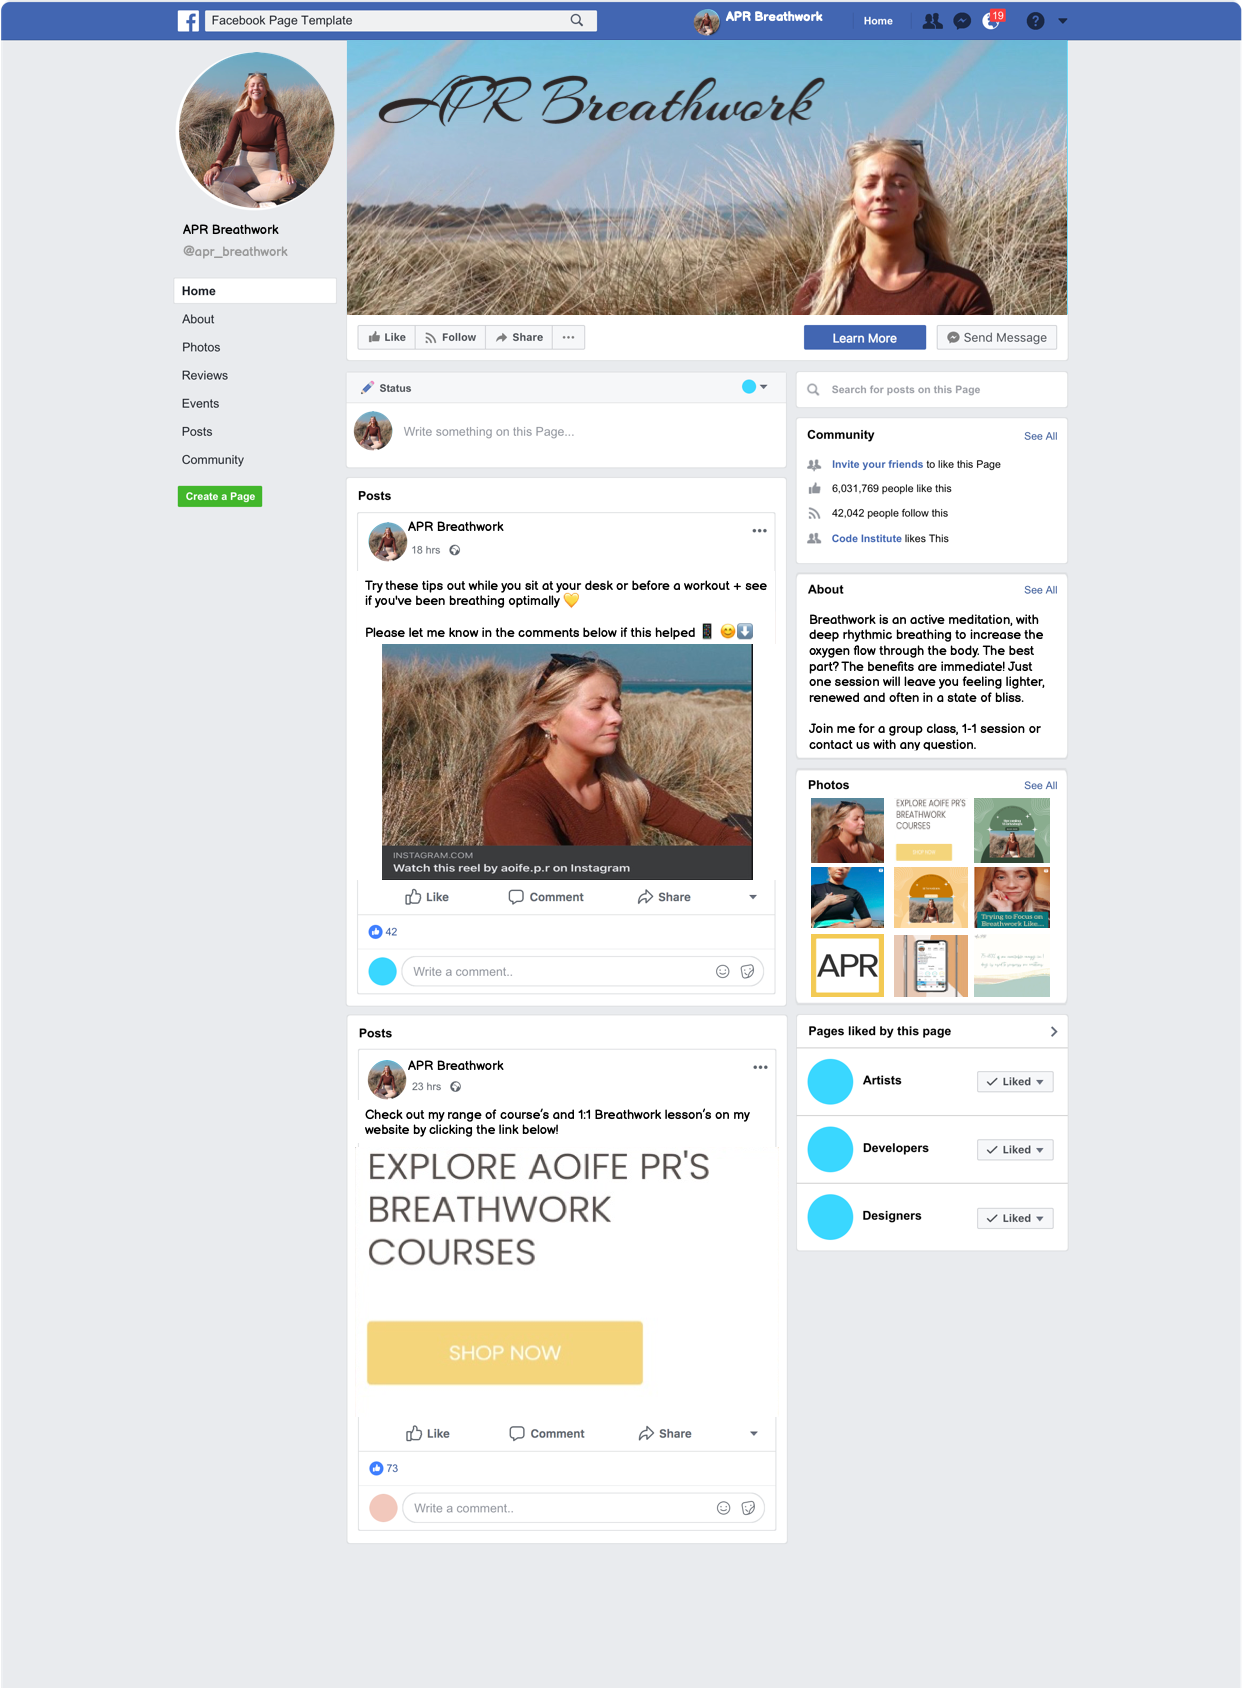 Facebook Page Template
APR Breathwork
Home
19
APR Breathwork
APR Breathwork
@apr_breathwork
Home
About
Photos
Reviews
Events
Posts
Community
Create a Page
Like
Follow
Share
Learn More
Send Message
Status
Write something on this Page...
Posts
APR Breathwork
18 hrs
Try these tips out while you sit at your desk or before a workout + see
if you've been breathing optimally 💛
Please let me know in the comments below if this helped 📱 😊⬇️
INSTAGRAM.COM
Watch this reel by aoife.p.r on Instagram
Like
Comment
Share
42
Write a comment..
Posts
APR Breathwork
23 hrs
Check out my range of course's and 1:1 Breathwork lesson's on my
website by clicking the link below!
EXPLORE AOIFE PR'S
BREATHWORK
COURSES
SHOP NOW
Like
Comment
Share
73
Write a comment..
Search for posts on this Page
Community
See All
Invite your friends to like this Page
6,031,769 people like this
42,042 people follow this
Code Institute likes This
About
See All
Breathwork is an active meditation, with
deep rhythmic breathing to increase the
oxygen flow through the body. The best
part? The benefits are immediate! Just
one session will leave you feeling lighter,
renewed and often in a state of bliss.
Join me for a group class, 1-1 session or
contact us with any question.
Photos
See All
EXPLORE AOIFE PR'S
BREATHWORK
COURSES
Trying to Focus on
Breathwork Like...
APR
Pages liked by this page
Artists
Liked
Developers
Liked
Designers
Liked